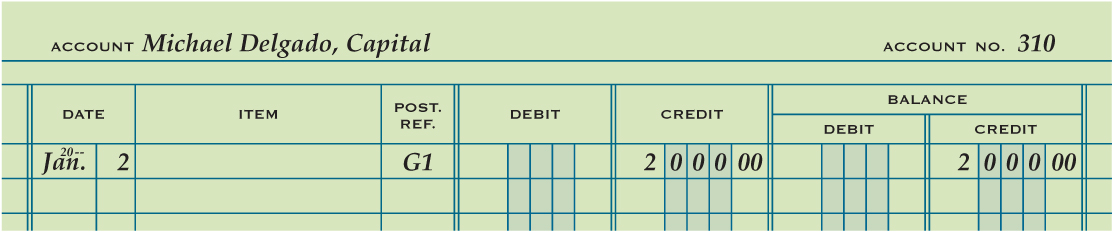 ACCOUNT Michael Delgado, Capital ACCOUNT NO. 310
DATE ITEM POST. REF. DEBIT CREDIT BALANCE
DEBIT CREDIT
20--
Jan. 2 G1 2 0 0 0 00 2 0 0 0 00